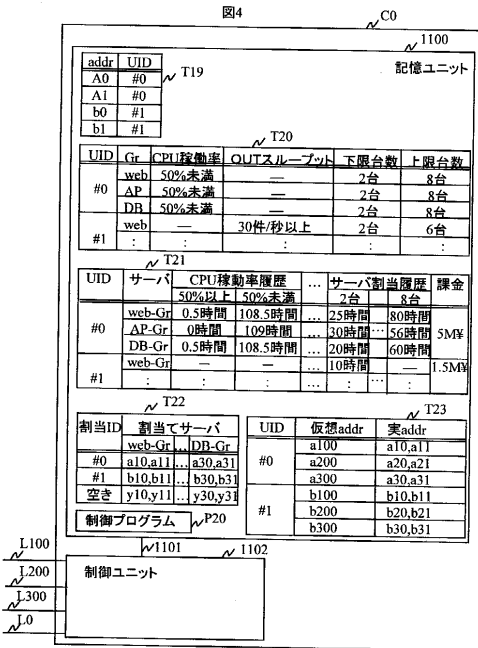 図4
C0
1100
記憶ユニット
addr UID
A0 #0
A1 #0
b0 #1
b1 #1
T19
T20
UID Gr CPU稼働率 OUTスループット 下限台数 上限台数
#0 web 50%未満 — 2台 8台
AP 50%未満 — 2台 8台
DB 50%未満 — 2台 8台
#1 web — 30件/秒以上 2台 6台
: : : : :
T21
UID サーバ CPU稼動率履歴 … サーバ割当履歴 課金
50%以上 50%未満 2台 8台
#0 web-Gr 0.5時間 108.5時間 … 25時間 80時間 5M¥
AP-Gr 0時間 109時間 … 30時間 … 56時間
DB-Gr 0.5時間 108.5時間 … 20時間 60時間
#1 web-Gr — — … 10時間 — 1.5M¥
: : : … : … : :
T22
割当ID 割当てサーバ
web-Gr … DB-Gr
#0 a10,a11 … a30,a31
#1 b10,b11 … b30,b31
空き y10,y11 … y30,y31
T23
UID 仮想addr 実addr
#0 a100 a10,a11
a200 a20,a21
a300 a30,a31
#1 b100 b10,b11
b200 b20,b21
b300 b30,b31
制御プログラム P20
1101
1102
制御ユニット
L100
L200
L300
L0